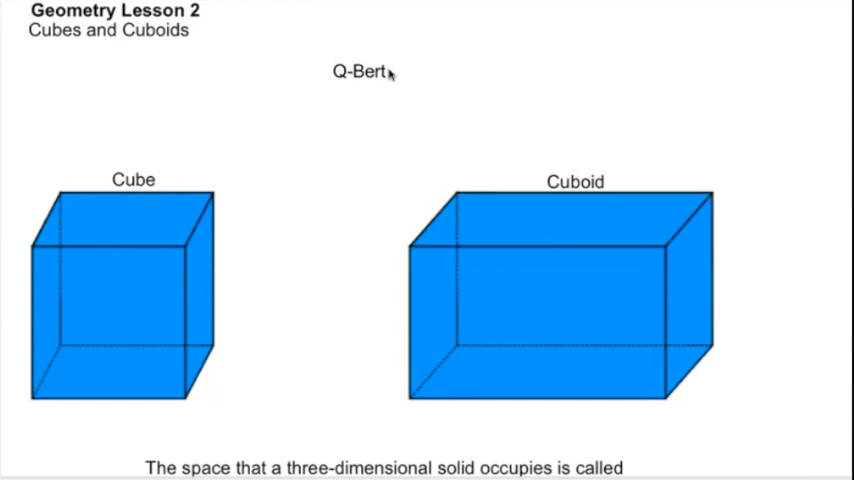 Geometry Lesson 2
Cubes and Cuboids
Q-Bert
Cube
Cuboid
The space that a three-dimensional solid occupies is called